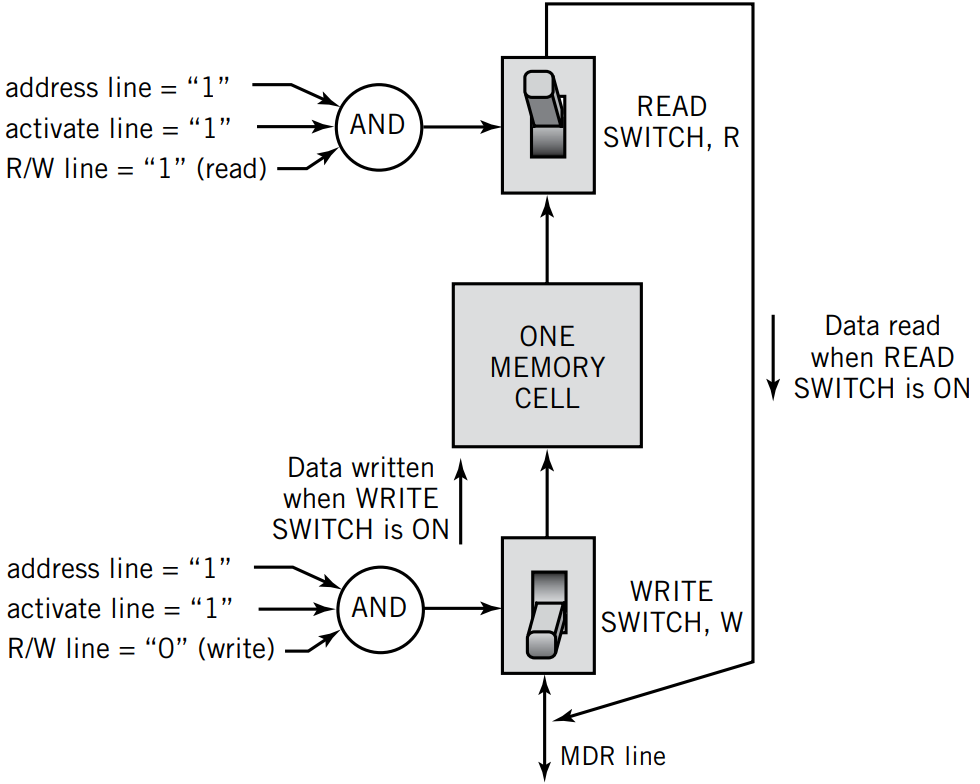 address line = “1”
activate line = “1”
R/W line = “1” (read)
AND
READ
SWITCH, R
ONE
MEMORY
CELL
Data read
when READ
SWITCH is ON
Data written
when WRITE
SWITCH is ON
address line = “1”
activate line = “1”
R/W line = “0” (write)
AND
WRITE
SWITCH, W
MDR line